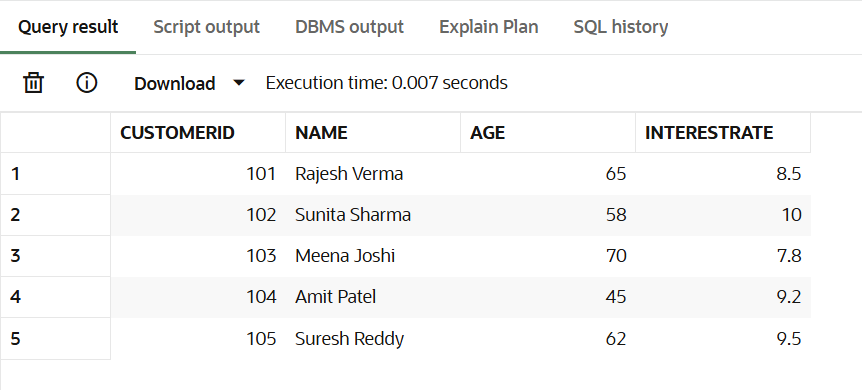 Query result Script output DBMS output Explain Plan SQL history
Download Execution time: 0.007 seconds
CUSTOMERID NAME AGE INTERESTRATE
1 101 Rajesh Verma 65 8.5
2 102 Sunita Sharma 58 10
3 103 Meena Joshi 70 7.8
4 104 Amit Patel 45 9.2
5 105 Suresh Reddy 62 9.5